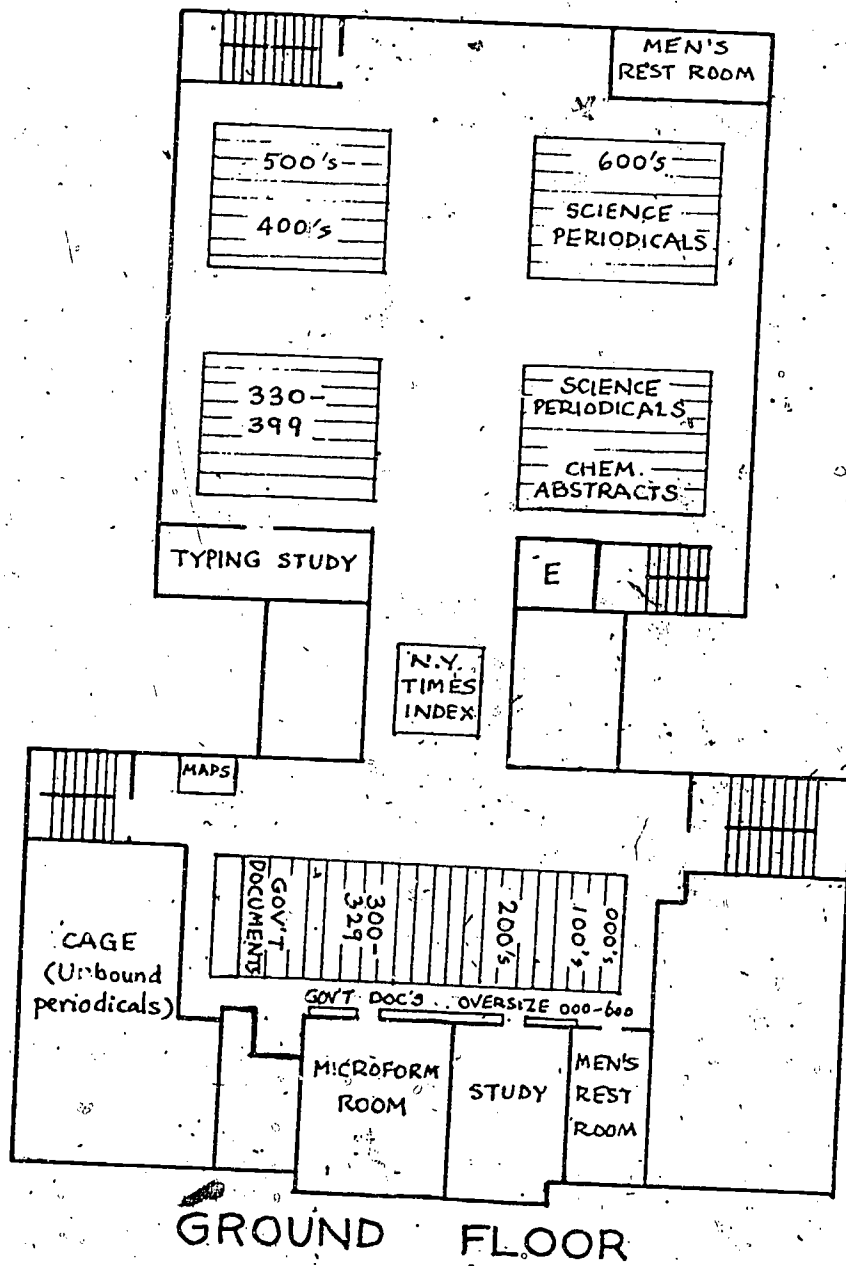 MEN'S
REST ROOM
500's
400's
600's
SCIENCE
PERIODICALS
330-
399
SCIENCE
PERIODICALS
CHEM.
ABSTRACTS
TYPING STUDY
E
N.Y.
TIMES
INDEX
MAPS
CAGE
(Unbound
periodicals)
GOV'T
DOCUMENTS
300-
329
200's
100's
000's
GOV'T DOC'S .. OVERSIZE 000-600
MICROFORM
ROOM
STUDY
MEN'S
REST
ROOM
GROUND FLOOR